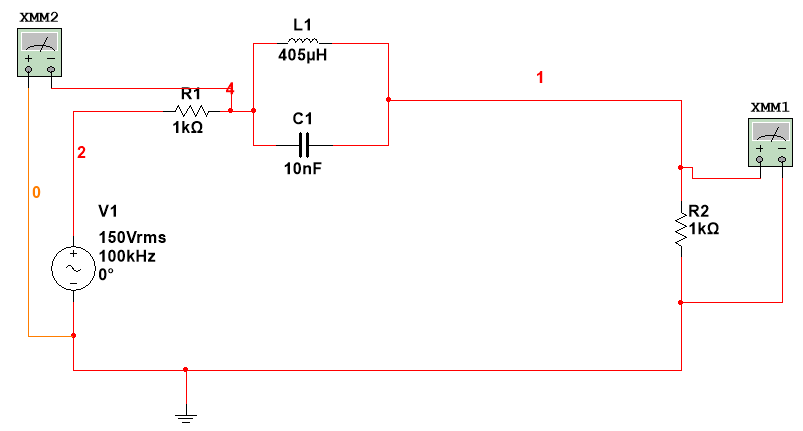 XMM2
+ −
L1
405µH
4
R1
1kΩ
C1
10nF
1
XMM1
+ −
2
0
V1
150Vrms
100kHz
0°
+
−
R2
1kΩ